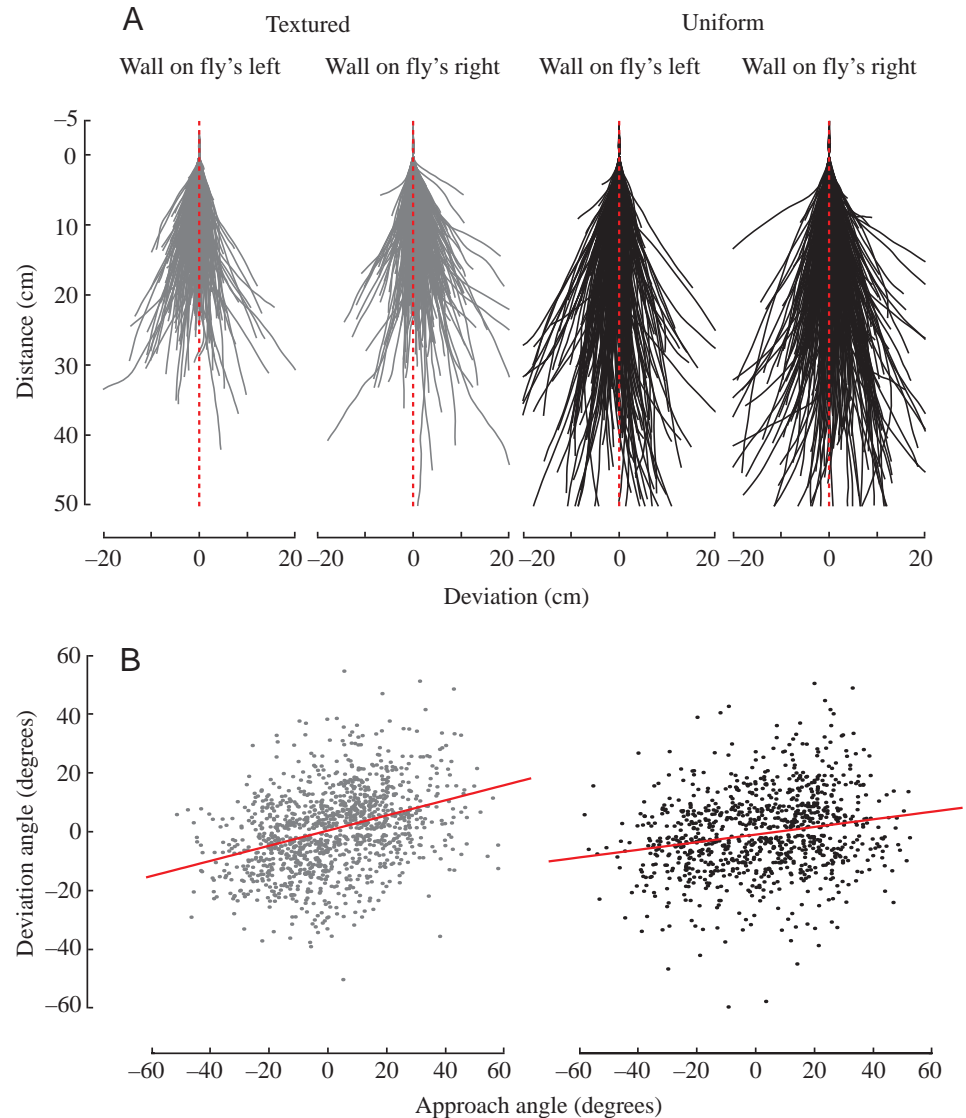 A
Textured
Uniform
Wall on fly's left
Wall on fly's right
Wall on fly's left
Wall on fly's right
Distance (cm)
–5
0
10
20
30
40
50
–20 0 20
–20 0 20
–20 0 20
–20 0 20
Deviation (cm)
B
Deviation angle (degrees)
60
40
20
0
–20
–40
–60
–60 –40 –20 0 20 40 60
–60 –40 –20 0 20 40 60
Approach angle (degrees)